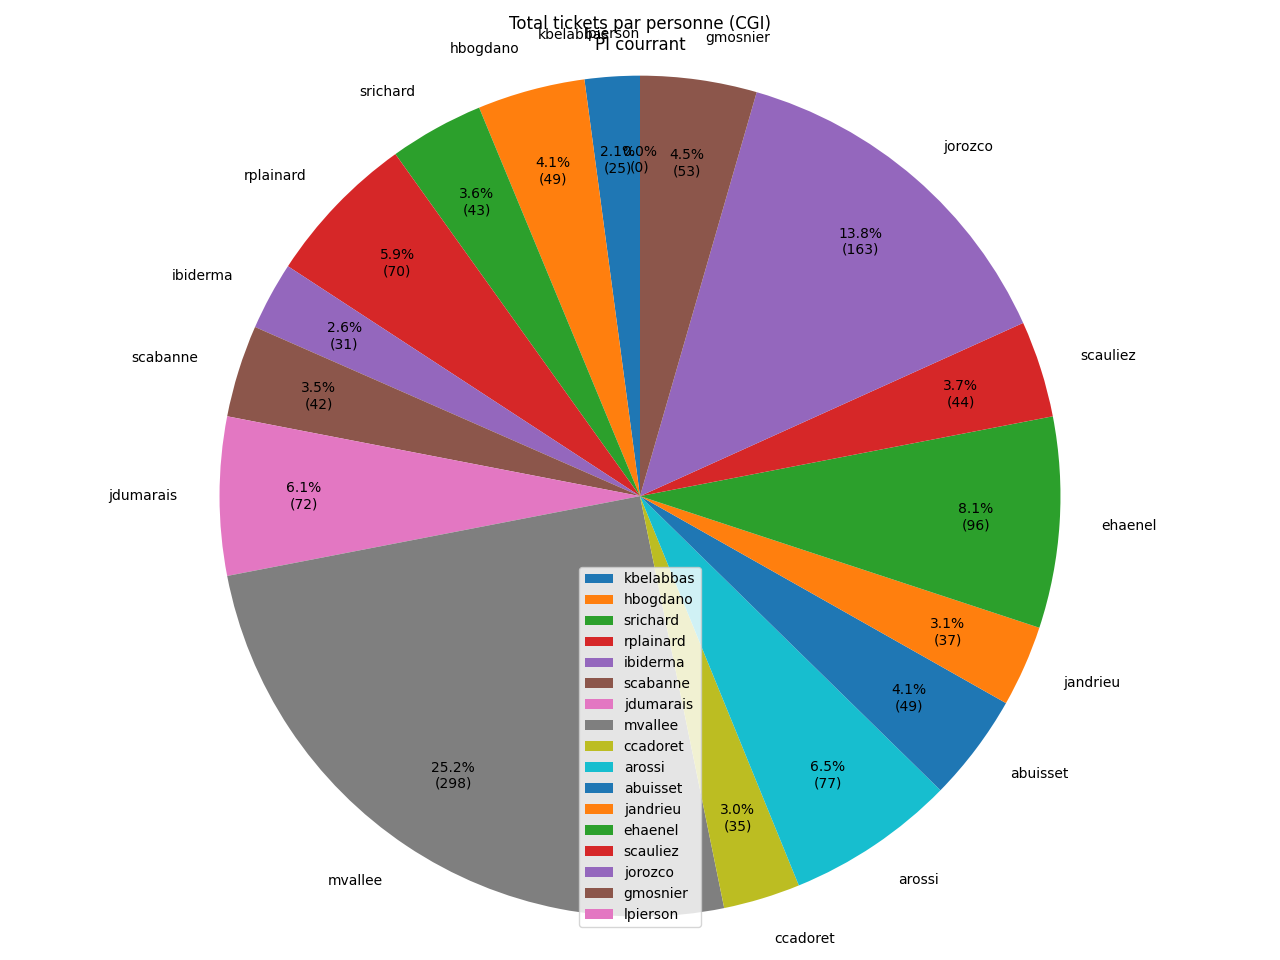 Total tickets par personne (CGI)
PI courrant
kbelabbas
lpierson
gmosnier
hbogdano
srichard
jorozco
rplainard
ibiderma
scabanne
scauliez
jdumarais
ehaenel
jandrieu
abuisset
mvallee
arossi
ccadoret
2.1%
(25)
0.0%
(0)
4.5%
(53)
4.1%
(49)
3.6%
(43)
13.8%
(163)
5.9%
(70)
2.6%
(31)
3.5%
(42)
3.7%
(44)
6.1%
(72)
8.1%
(96)
3.1%
(37)
4.1%
(49)
25.2%
(298)
6.5%
(77)
3.0%
(35)
kbelabbas
hbogdano
srichard
rplainard
ibiderma
scabanne
jdumarais
mvallee
ccadoret
arossi
abuisset
jandrieu
ehaenel
scauliez
jorozco
gmosnier
lpierson